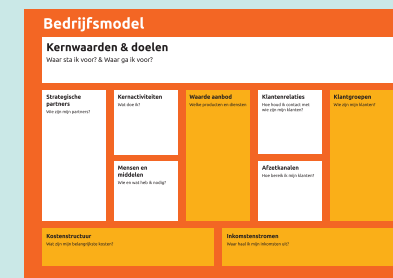 Bedrijfsmodel
Kernwaarden & doelen
Waar sta ik voor? & Waar ga ik voor?
Strategische
partners
Wie zijn mijn partners?
Kernactiviteiten
Wat doe ik?
Mensen en
middelen
Wie en wat heb ik nodig?
Waarde aanbod
Welke producten en diensten
Klantenrelaties
Hoe houd ik contact met
wie zijn mijn klanten?
Afzetkanalen
Hoe bereik ik mijn klanten?
Klantgroepen
Wie zijn mijn klanten?
Kostenstructuur
Wat zijn mijn belangrijkste kosten?
Inkomstenstromen
Waar haal ik mijn inkomsten uit?